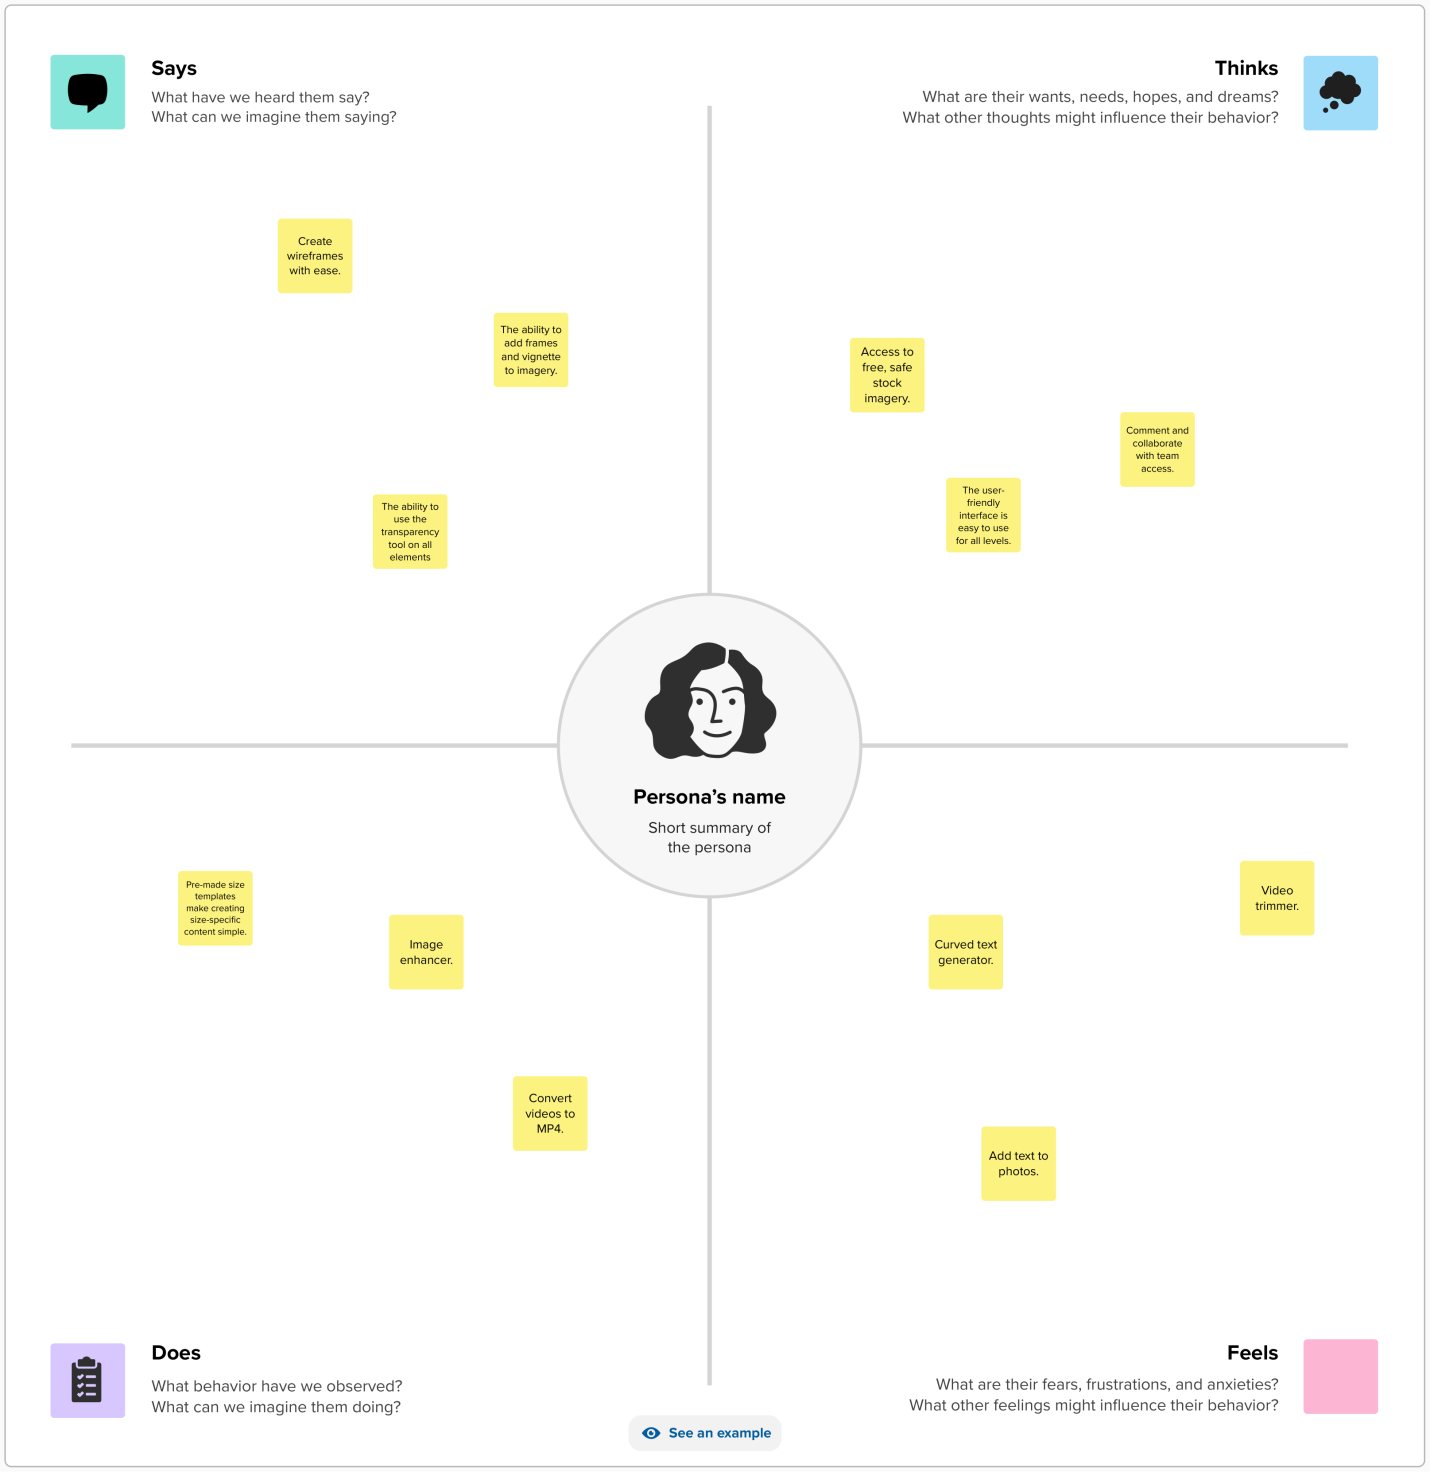 Says
What have we heard them say?
What can we imagine them saying?
Thinks
What are their wants, needs, hopes, and dreams?
What other thoughts might influence their behavior?
Create
wireframes
with ease.
The ability to
add frames
and vignette
to imagery.
The ability to
use the
transparency
tool on all
elements
Access to
free, safe
stock
imagery.
Comment and
collaborate
with team
access.
The user-
friendly
interface is
easy to use
for all levels.
Persona’s name
Short summary of
the persona
Pre-made size
templates
make creating
size-specific
content simple.
Image
enhancer.
Convert
videos to
MP4.
Curved text
generator.
Video
trimmer.
Add text to
photos.
Does
What behavior have we observed?
What can we imagine them doing?
Feels
What are their fears, frustrations, and anxieties?
What other feelings might influence their behavior?
See an example